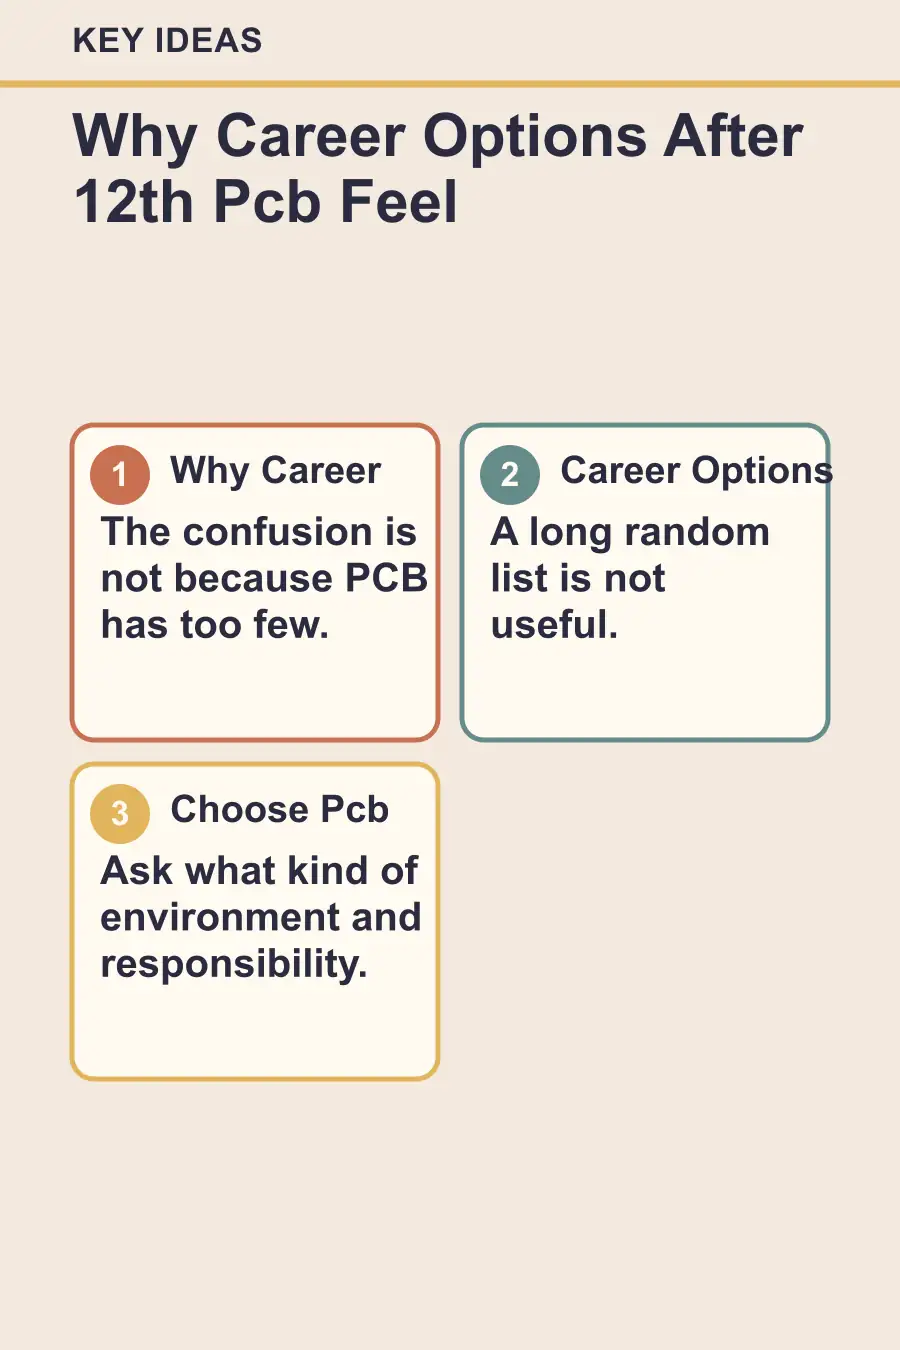 KEY IDEAS
Why Career Options After
12th Pcb Feel
1 Why Career
The confusion is
not because PCB
has too few.
2 Career Options
A long random
list is not
useful.
3 Choose Pcb
Ask what kind of
environment and
responsibility.